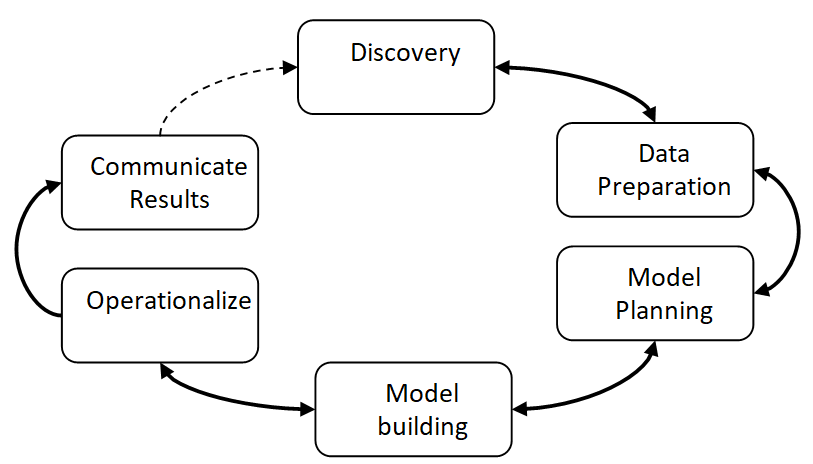 Discovery
Data
Preparation
Model
Planning
Model
building
Operationalize
Communicate
Results